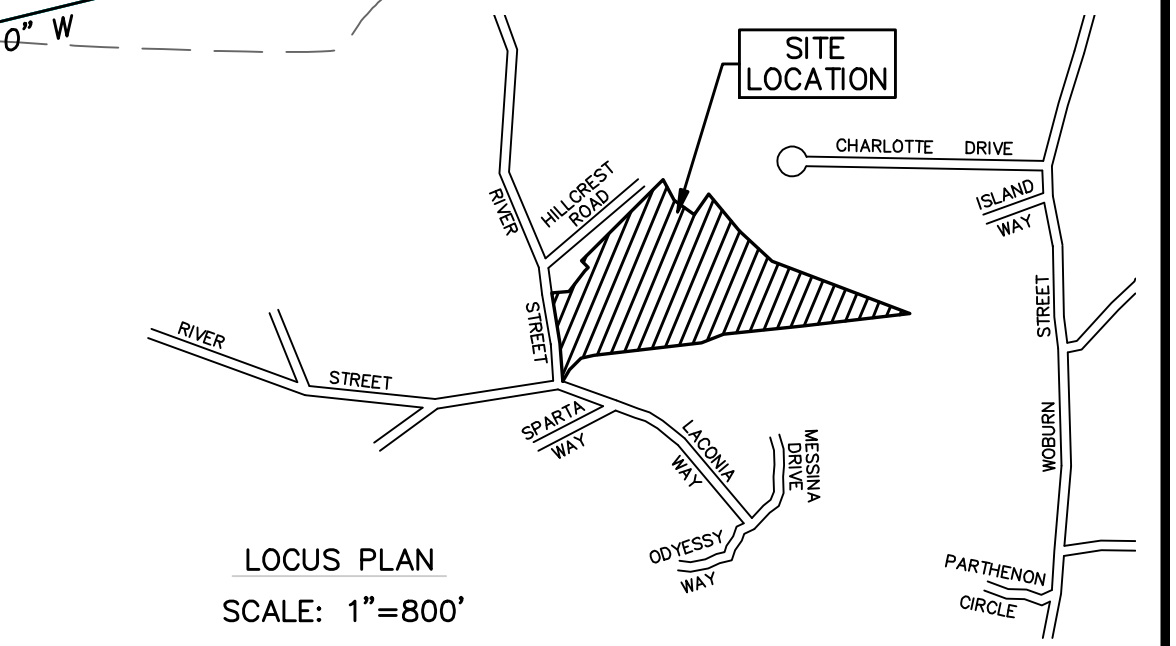 0" W
SITE
LOCATION
CHARLOTTE DRIVE
ISLAND
WAY
HILLCREST
ROAD
RIVER
STREET
STREET
RIVER
STREET
SPARTA
WAY
LACONIA
WAY
MESSINA
DRIVE
WOBURN
ODYESSY
WAY
PARTHENON
CIRCLE
LOCUS PLAN
SCALE: 1"=800'